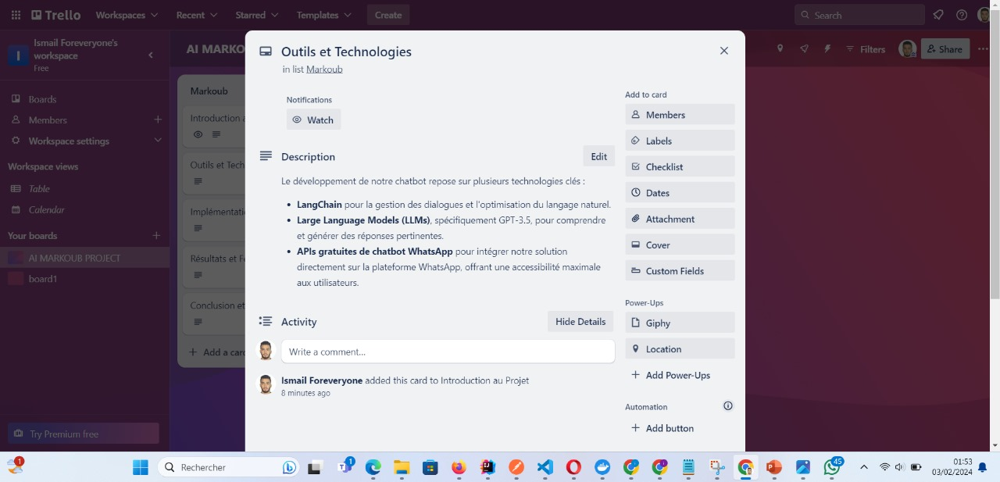 Trello
Workspaces
Recent
Starred
Templates
Create
Search
I
Ismail Foreveryone's
workspace
Free
Boards
Members
Workspace settings
Workspace views
Table
Calendar
Your boards
AI MARKOUB PROJECT
board1
Try Premium free
AI MARKO
Filters
Share
Markoub
Introduction a
Outils et Tech
Implémentati
Résultats et F
Conclusion et
Add a card
Outils et Technologies
in list Markoub
Notifications
Watch
Description
Edit
Le développement de notre chatbot repose sur plusieurs technologies clés :
• LangChain pour la gestion des dialogues et l'optimisation du langage naturel.
• Large Language Models (LLMs), spécifiquement GPT-3.5, pour comprendre
et générer des réponses pertinentes.
• APIs gratuites de chatbot WhatsApp pour intégrer notre solution
directement sur la plateforme WhatsApp, offrant une accessibilité maximale
aux utilisateurs.
Activity
Hide Details
Write a comment…
Ismail Foreveryone added this card to Introduction au Projet
8 minutes ago
Add to card
Members
Labels
Checklist
Dates
Attachment
Cover
Custom Fields
Power-Ups
Giphy
Location
Add Power-Ups
Automation
Add button
1
Rechercher
1
45
01:53
03/02/2024